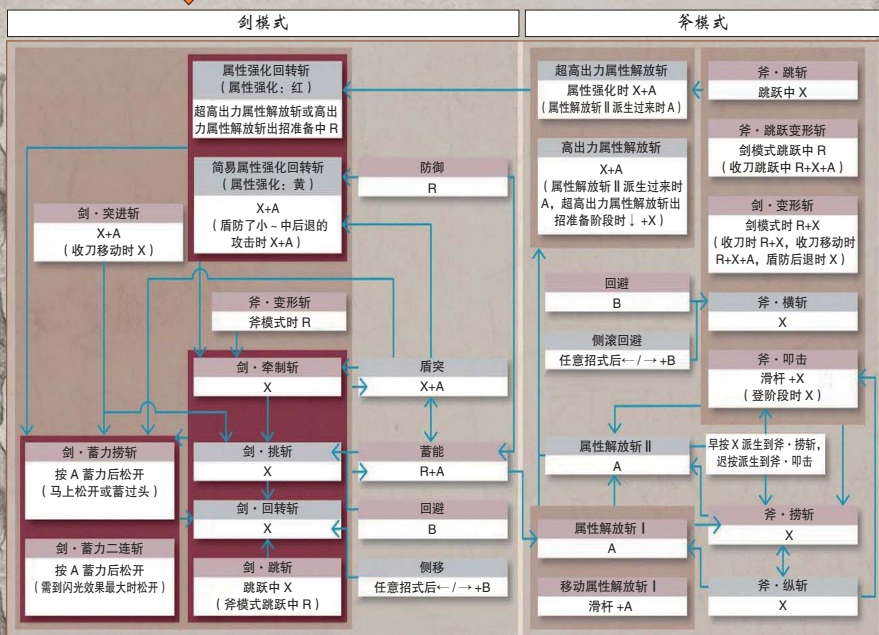 剑模式
斧模式
属性强化回转斩
（属性强化：红）
超高出力属性解放斩或高出
力属性解放斩出招准备中 R
简易属性强化回转斩
（属性强化：黄）
X+A
（盾防了小～中后退的
攻击时 X+A）
防御
R
剑·突进斩
X+A
（收刀移动时 X）
斧·变形斩
斧模式时 R
剑·牵制斩
X
盾突
X+A
剑·蓄力捞斩
按 A 蓄力后松开
（马上松开或蓄过头）
剑·挑斩
X
蓄能
R+A
剑·回转斩
X
回避
B
剑·蓄力二连斩
按 A 蓄力后松开
（需到闪光效果最大时松开）
剑·跳斩
跳跃中 X
（斧模式跳跃中 R）
侧移
任意招式后←/→+B
超高出力属性解放斩
属性强化时 X+A
（属性解放斩Ⅱ派生过来时 A）
斧·跳斩
跳跃中 X
高出力属性解放斩
X+A
（属性解放斩Ⅱ派生过来时
A，超高出力属性解放斩出
招准备阶段时↓+X）
斧·跳跃变形斩
剑模式跳跃中 R
（收刀跳跃中 R+X+A）
剑·变形斩
剑模式时 R+X
（收刀时 R+X，收刀移动时
R+X+A，盾防后退时 X）
回避
B
斧·横斩
X
侧滚回避
任意招式后←/→+B
斧·叩击
滑杆 +X
（登阶段时 X）
属性解放斩Ⅱ
A
早按 X 派生到斧·捞斩，
迟按派生到斧·叩击
属性解放斩Ⅰ
A
斧·捞斩
X
移动属性解放斩Ⅰ
滑杆 +A
斧·纵斩
X